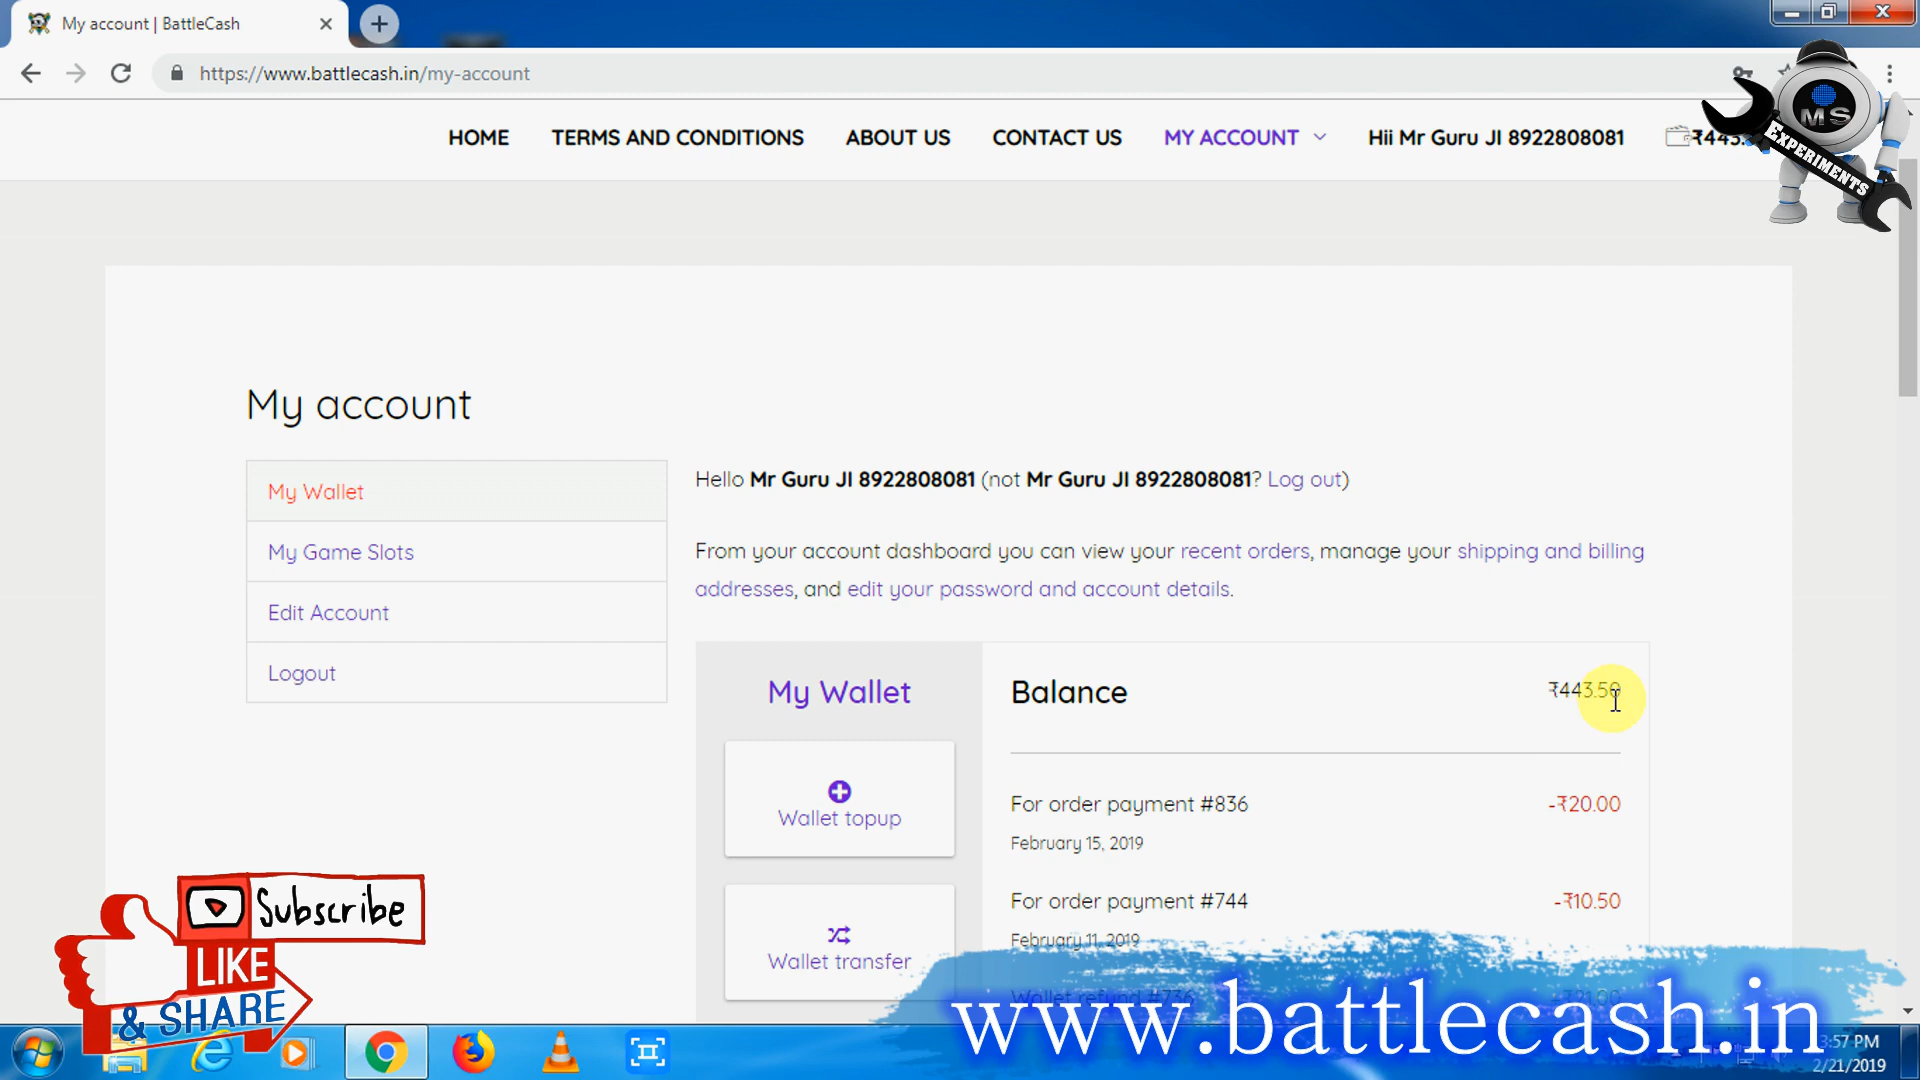 My account | BattleCash
https://www.battlecash.in/my-account
HOME TERMS AND CONDITIONS ABOUT US CONTACT US MY ACCOUNT Hii Mr Guru JI 8922808081 ₹443.
MS
EXPERIMENTS
My account
My Wallet
My Game Slots
Edit Account
Logout
Hello Mr Guru JI 8922808081 (not Mr Guru JI 8922808081? Log out)
From your account dashboard you can view your recent orders, manage your shipping and billing
addresses, and edit your password and account details.
My Wallet
Wallet topup
Wallet transfer
Balance ₹443.50
For order payment #836 -₹20.00
February 15, 2019
For order payment #744 -₹10.50
February 11, 2019
Wallet refund #736
Subscribe
LIKE
& SHARE
www.battlecash.in
3:57 PM
2/21/2019